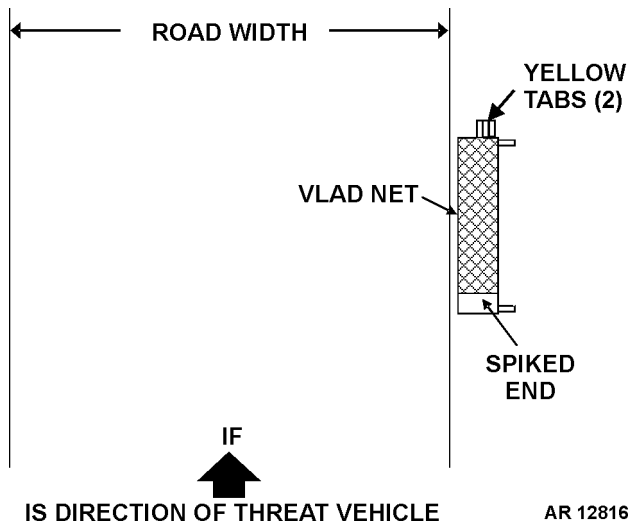 ROAD WIDTH
YELLOW
TABS (2)
VLAD NET
SPIKED
END
IF
IS DIRECTION OF THREAT VEHICLE
AR 12816